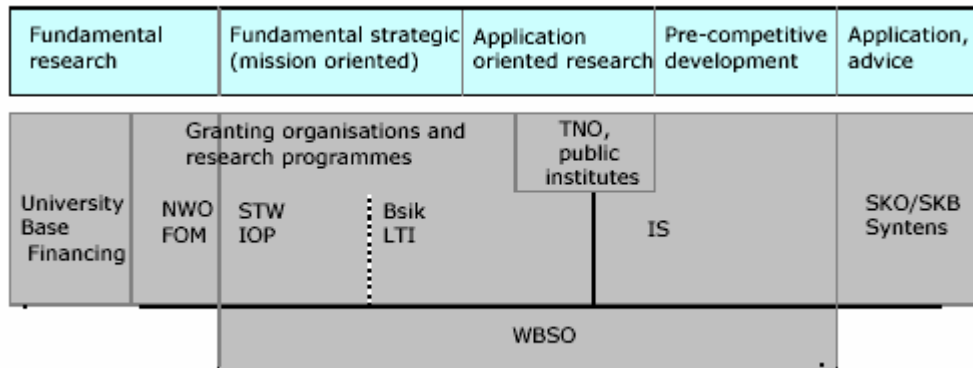 Fundamental
research
Fundamental strategic
(mission oriented)
Application
oriented research
Pre-competitive
development
Application,
advice
Granting organisations and
research programmes
TNO,
public
institutes
University
Base
Financing
NWO
FOM
STW
IOP
Bsik
LTI
IS
SKO/SKB
Syntens
WBSO